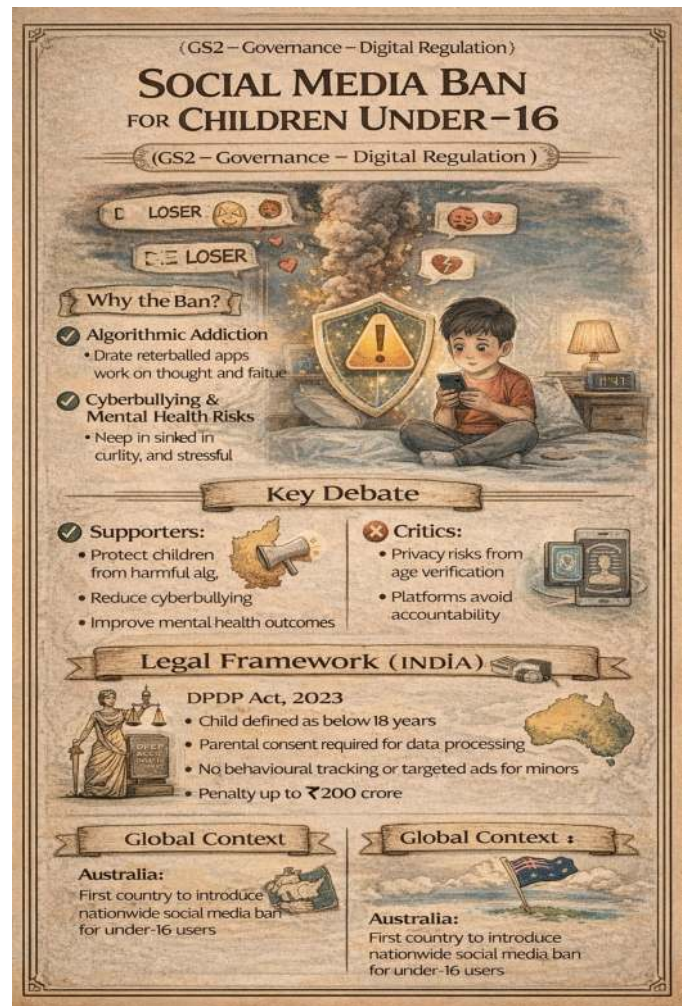 (GS2 – Governance – Digital Regulation)
SOCIAL MEDIA BAN
FOR CHILDREN UNDER-16
(GS2 – Governance – Digital Regulation)
LOSER
LOSER
Why the Ban?
Algorithmic Addiction
• Drate reterballed apps
work on thought and faitue
Cyberbullying &
Mental Health Risks
• Neep in sinked in
curlity, and stressful
11:47
Key Debate
Supporters:
• Protect children
from harmful alg,
• Reduce cyberbullying
• Improve mental health outcomes
Critics:
• Privacy risks from
age verification
• Platforms avoid
accountability
Legal Framework (INDIA)
DPDP Act, 2023
• Child defined as below 18 years
• Parental consent required for data processing
• No behavioural tracking or targeted ads for minors
• Penalty up to ₹200 crore
Global Context
Australia:
First country to introduce
nationwide social media ban
for under-16 users
Global Context :
Australia:
First country to introduce
nationwide social media ban
for under-16 users